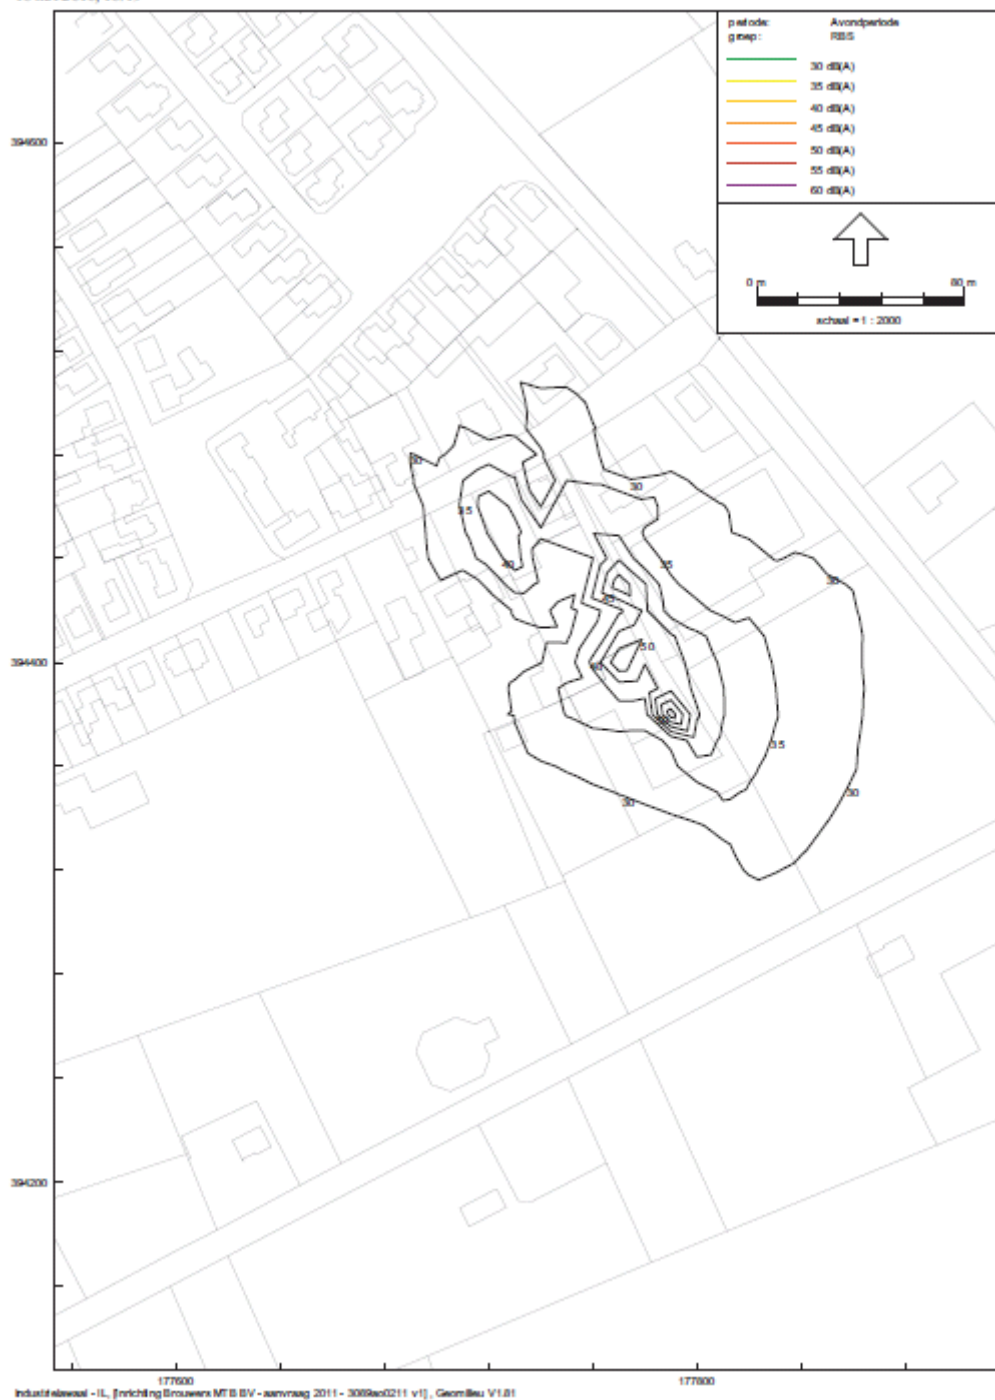 periode: Avondperiode
groep: RBS
30 dB(A)
35 dB(A)
40 dB(A)
45 dB(A)
50 dB(A)
55 dB(A)
60 dB(A)
0 m 80 m
schaal = 1 : 2000
394600
30
30
35
35
40
30
50
394400
40
35
30
30
394200
177600
177800
Industrielawaai - IL, [Inrichting Brouwers MTB BV - aanvraag 2011 - 3089ao0211 v1] , Geomilieu V1.81